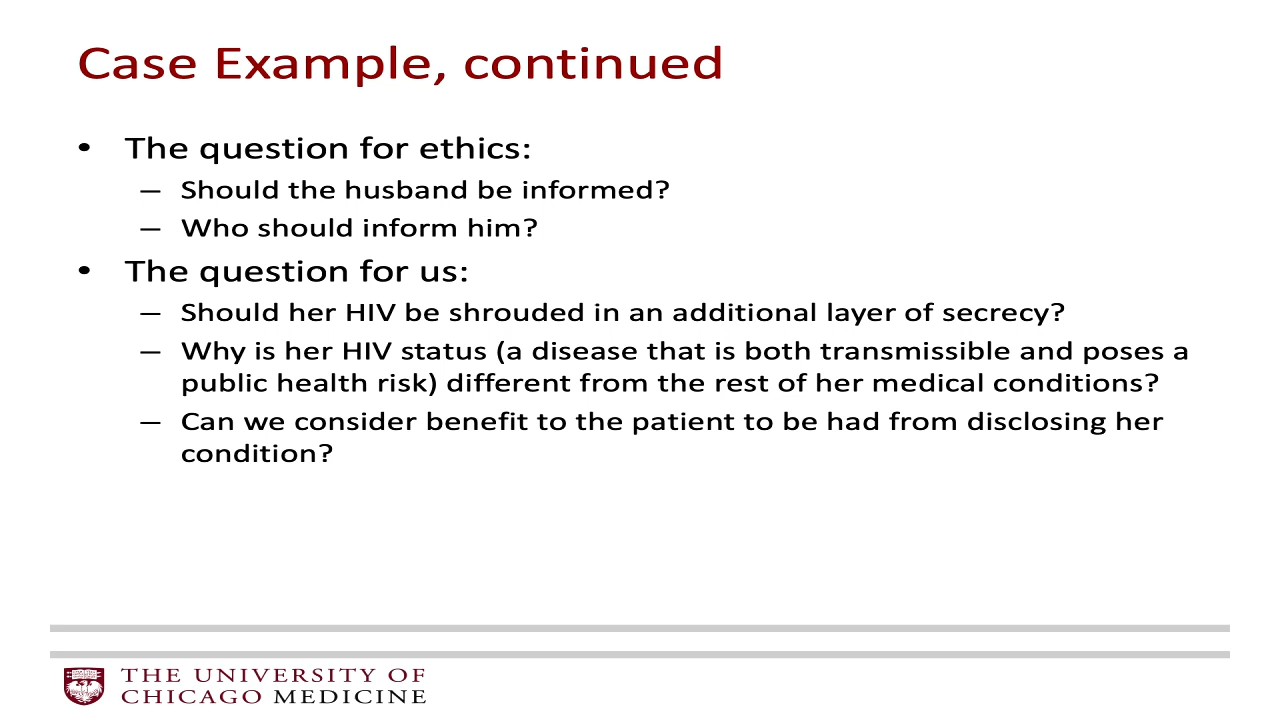 Case Example, continued
• The question for ethics:
— Should the husband be informed?
— Who should inform him?
• The question for us:
— Should her HIV be shrouded in an additional layer of secrecy?
— Why is her HIV status (a disease that is both transmissible and poses a
public health risk) different from the rest of her medical conditions?
— Can we consider benefit to the patient to be had from disclosing her
condition?
THE UNIVERSITY OF
CHICAGO MEDICINE